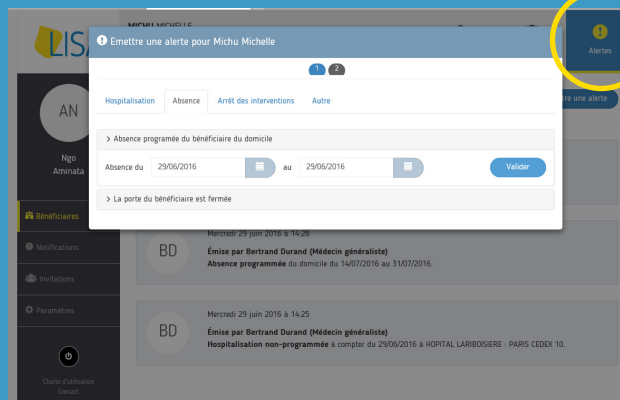 MICHU MICHELLE
LISA
Emettre une alerte pour Michu Michelle
Alertes
1 2
Hospitalisation Absence Arrêt des interventions Autre
tre une alerte
AN
> Absence programée du bénéficiaire du domicile
Ngo
Aminata
Absence du 29/06/2016 au 29/06/2016 Valider
> La porte du bénéficiaire est fermée
Bénéficiaires
Mercredi 29 juin 2016 à 14:28
BD
Émise par Bertrand Durand (Médecin généraliste)
Absence programmée du domicile du 14/07/2016 au 31/07/2016.
Notifications
Invitations
Paramètres
Mercredi 29 juin 2016 à 14:25
BD
Émise par Bertrand Durand (Médecin généraliste)
Hospitalisation non-programmée à compter du 29/06/2016 à HOPITAL LARIBOISIERE : PARIS CEDEX 10.
Charte d'utilisation
Contact